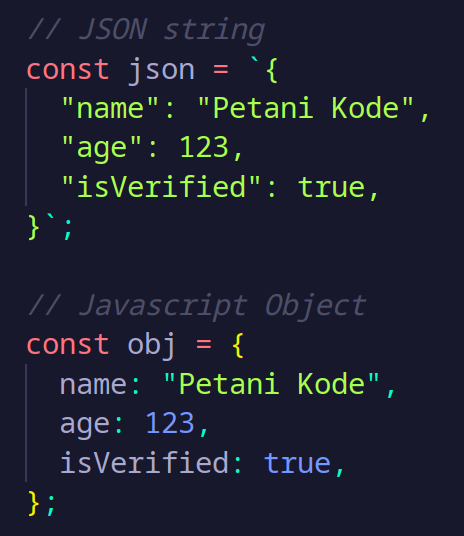 // JSON string
const json = `{
  "name": "Petani Kode",
  "age": 123,
  "isVerified": true,
}`;

// Javascript Object
const obj = {
  name: "Petani Kode",
  age: 123,
  isVerified: true,
};